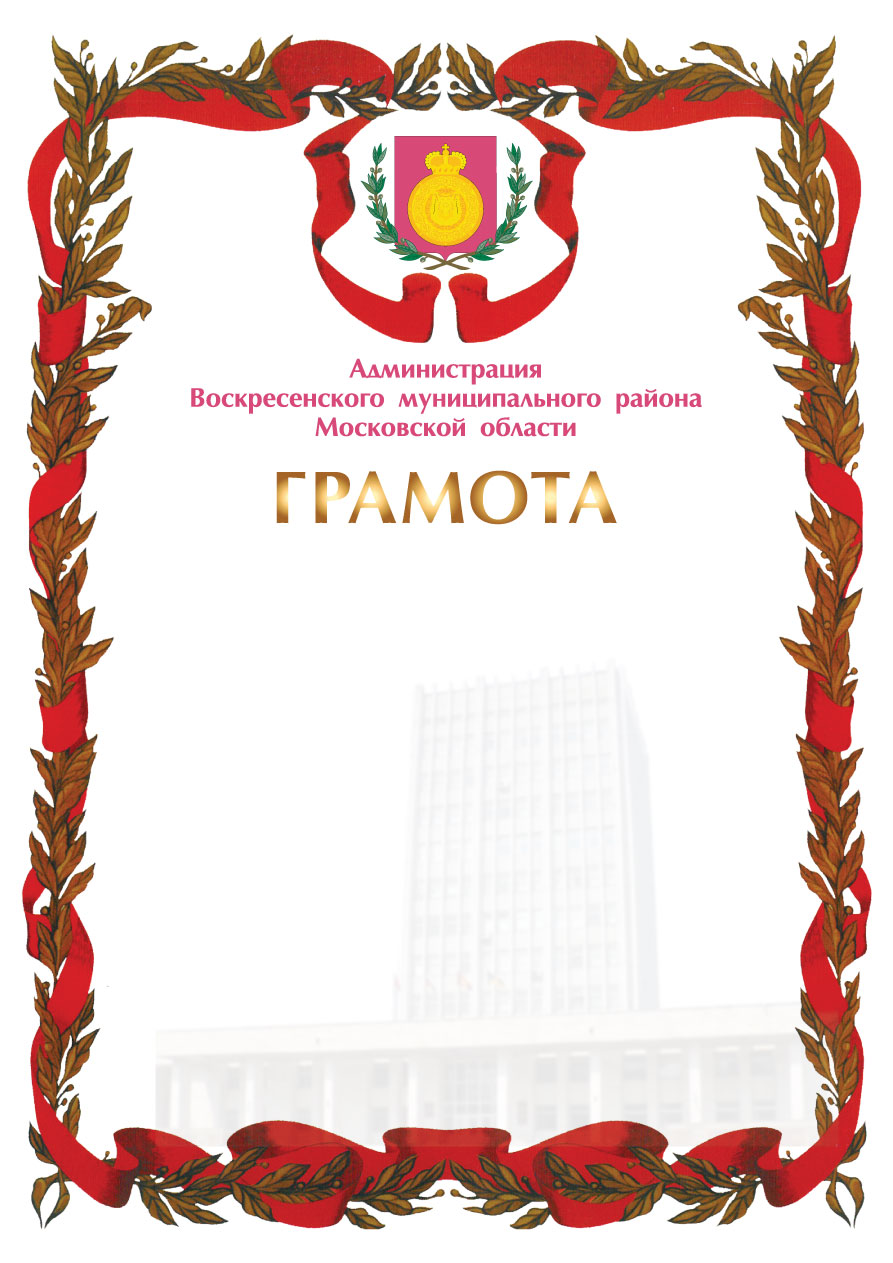 Администрация
Воскресенского муниципального района
Московской области
ГРАМОТА